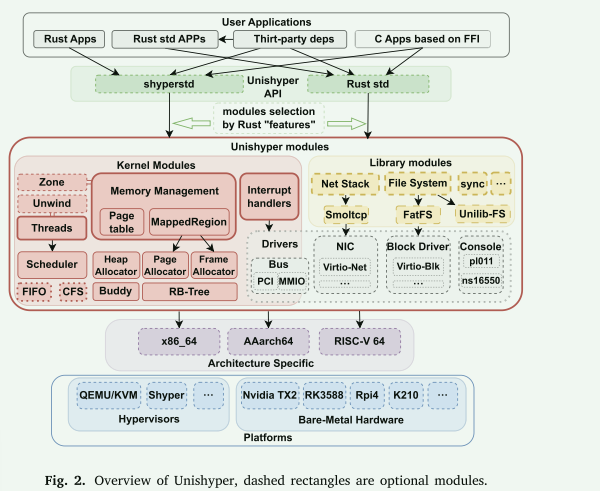 User Applications
Rust Apps
Rust std APPs
Thirt-party deps
C Apps based on FFI
shyperstd
Unishyper
API
Rust std
modules selection
by Rust "features"
Unishyper modules
Kernel Modules
Library modules
Zone
Unwind
Threads
Scheduler
FIFO
CFS
Memory Management
Page
table
MappedRegion
Heap
Allocator
Page
Allocator
Frame
Allocator
Buddy
RB-Tree
Interrupt
handlers
Net Stack
File System
sync
...
Smoltcp
FatFS
Unilib-FS
Drivers
Bus
PCI
MMIO
NIC
Virtio-Net
...
Block Driver
Virtio-Blk
...
Console
pl011
ns16550
x86_64
AAarch64
RISC-V 64
Architecture Specific
QEMU/KVM
Shyper
...
Hypervisors
Nvidia TX2
RK3588
Rpi4
K210
...
Bare-Metal Hardware
Platforms
Fig. 2. Overview of Unishyper, dashed rectangles are optional modules.